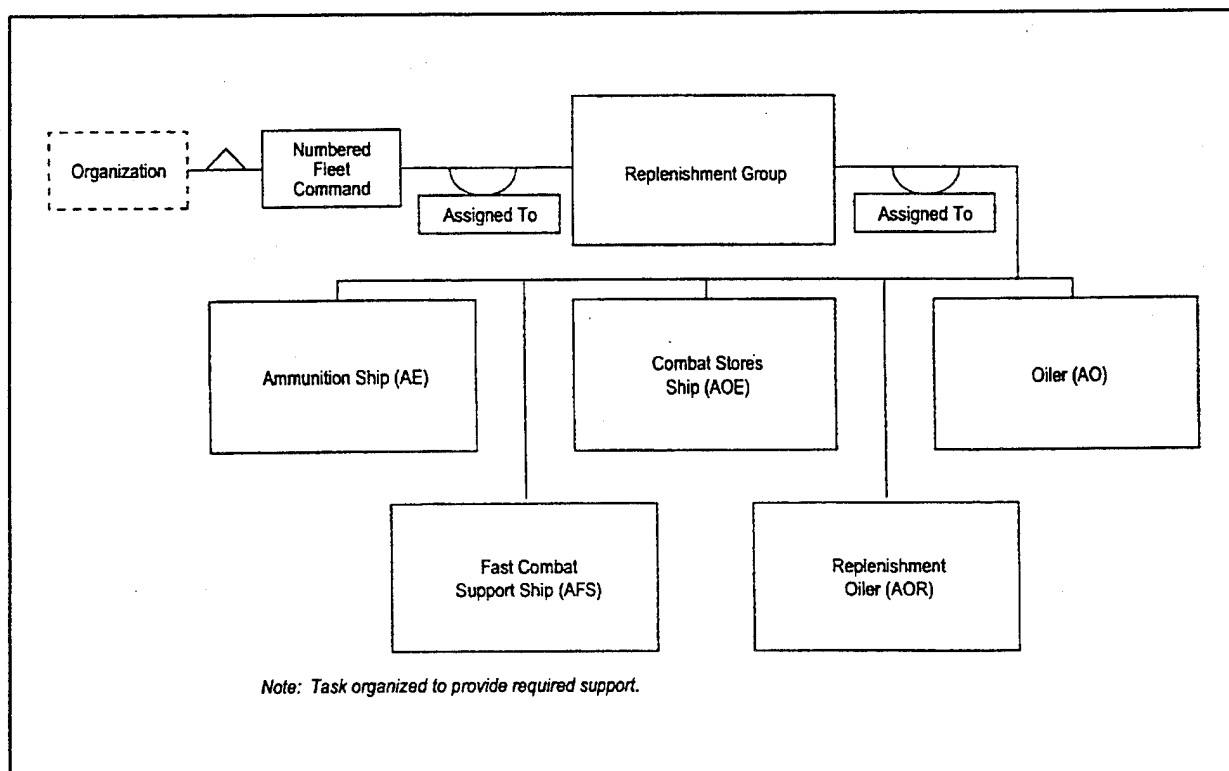 Organization
Numbered
Fleet
Command
Assigned To
Replenishment Group
Assigned To
Ammunition Ship (AE)
Combat Stores
Ship (AOE)
Oiler (AO)
Fast Combat
Support Ship (AFS)
Replenishment
Oiler (AOR)
Note: Task organized to provide required support.